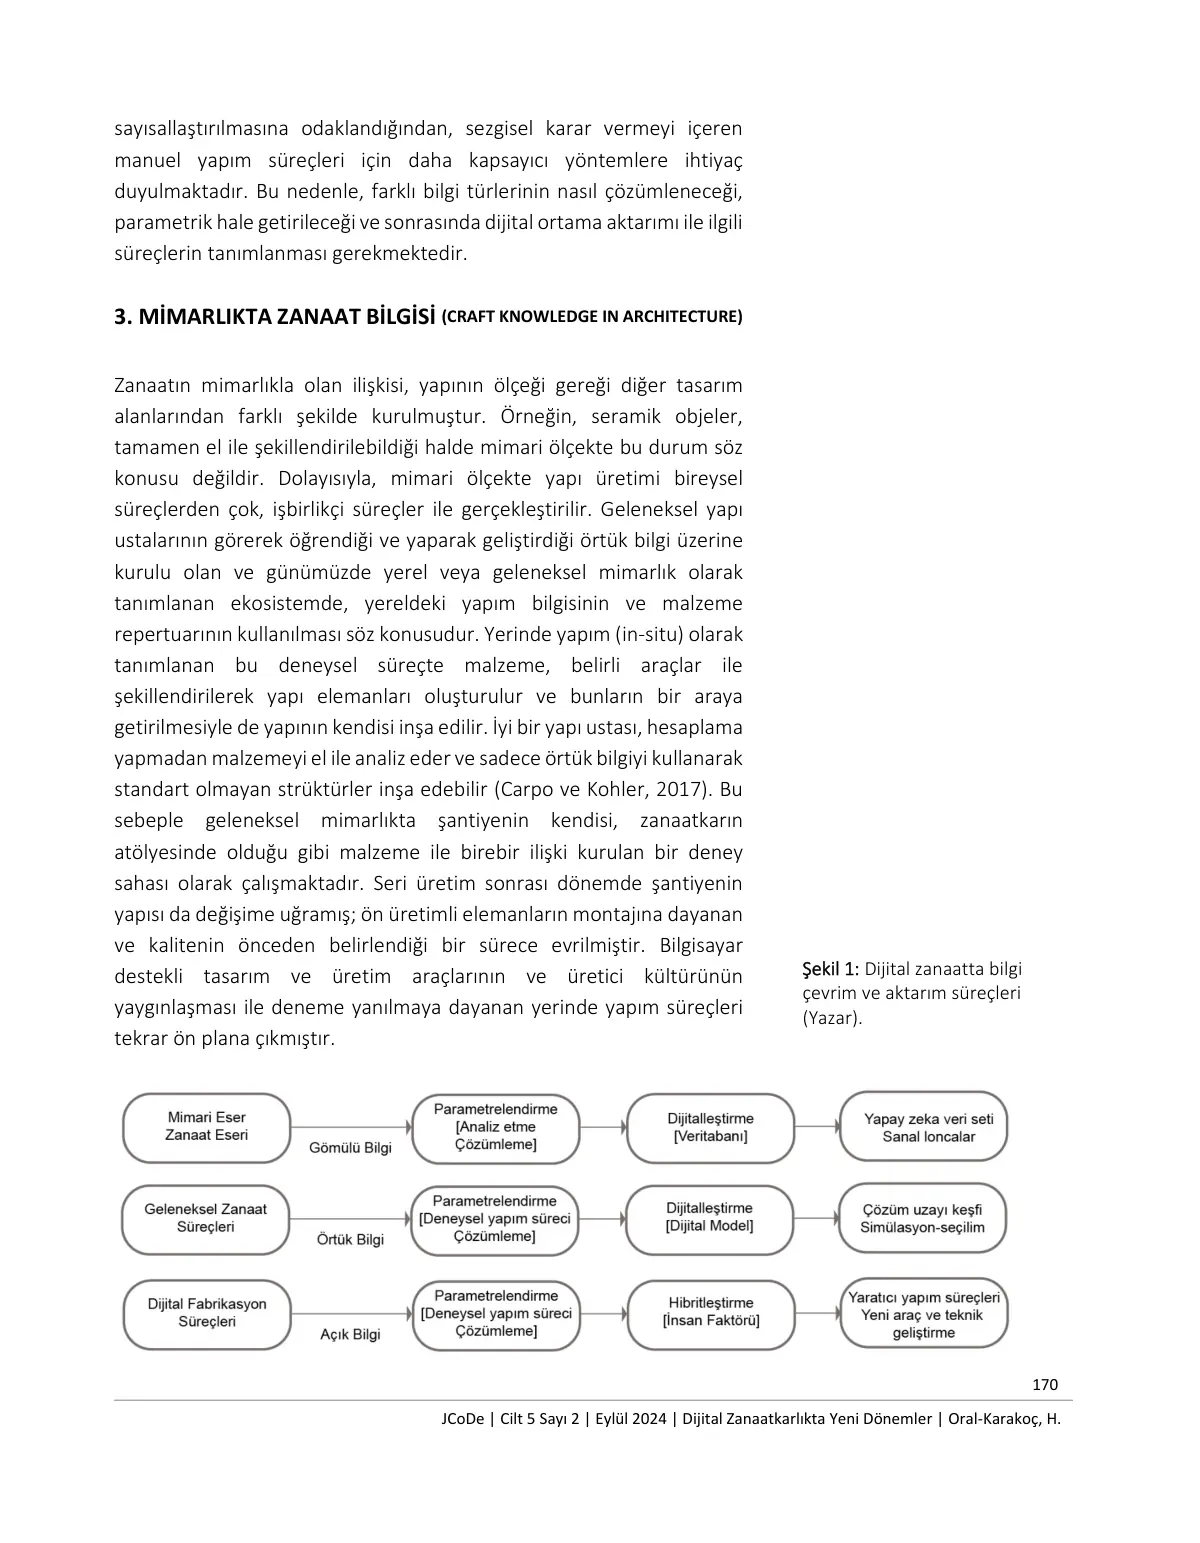 sayısallaştırılmasına odaklandığından, sezgisel karar vermeyi içeren
manuel yapım süreçleri için daha kapsayıcı yöntemlere ihtiyaç
duyulmaktadır. Bu nedenle, farklı bilgi türlerinin nasıl çözümleneceği,
parametrik hale getirileceği ve sonrasında dijital ortama aktarımı ile ilgili
süreçlerin tanımlanması gerekmektedir.
3. MİMARLIKTA ZANAAT BİLGİSİ (CRAFT KNOWLEDGE IN ARCHITECTURE)
Zanaatın mimarlıkla olan ilişkisi, yapının ölçeği gereği diğer tasarım
alanlarından farklı şekilde kurulmuştur. Örneğin, seramik objeler,
tamamen el ile şekillendirilebildiği halde mimari ölçekte bu durum söz
konusu değildir. Dolayısıyla, mimari ölçekte yapı üretimi bireysel
süreçlerden çok, işbirlikçi süreçler ile gerçekleştirilir. Geleneksel yapı
ustalarının görerek öğrendiği ve yaparak geliştirdiği örtük bilgi üzerine
kurulu olan ve günümüzde yerel veya geleneksel mimarlık olarak
tanımlanan ekosistemde, yereldeki yapım bilgisinin ve malzeme
repertuarının kullanılması söz konusudur. Yerinde yapım (in-situ) olarak
tanımlanan bu deneysel süreçte malzeme, belirli araçlar ile
şekillendirilerek yapı elemanları oluşturulur ve bunların bir araya
getirilmesiyle de yapının kendisi inşa edilir. İyi bir yapı ustası, hesaplama
yapmadan malzemeyi el ile analiz eder ve sadece örtük bilgiyi kullanarak
standart olmayan strüktürler inşa edebilir (Carpo ve Kohler, 2017). Bu
sebeple geleneksel mimarlıkta şantiyenin kendisi, zanaatkarın
atölyesinde olduğu gibi malzeme ile birebir ilişki kurulan bir deney
sahası olarak çalışmaktadır. Seri üretim sonrası dönemde şantiyenin
yapısı da değişime uğramış; ön üretimli elemanların montajına dayanan
ve kalitenin önceden belirlendiği bir sürece evrilmiştir. Bilgisayar
destekli tasarım ve üretim araçlarının ve üretici kültürünün
yaygınlaşması ile deneme yanılmaya dayanan yerinde yapım süreçleri
tekrar ön plana çıkmıştır.
Şekil 1: Dijital zanaatta bilgi
çevrim ve aktarım süreçleri
(Yazar).
Mimari Eser
Zanaat Eseri
Gömülü Bilgi
Parametrelendirme
[Analiz etme
Çözümleme]
Dijitalleştirme
[Veritabanı]
Yapay zeka veri seti
Sanal loncalar
Geleneksel Zanaat
Süreçleri
Örtük Bilgi
Parametrelendirme
[Deneysel yapım süreci
Çözümleme]
Dijitalleştirme
[Dijital Model]
Çözüm uzayı keşfi
Simülasyon-seçilim
Dijital Fabrikasyon
Süreçleri
Açık Bilgi
Parametrelendirme
[Deneysel yapım süreci
Çözümleme]
Hibritleştirme
[İnsan Faktörü]
Yaratıcı yapım süreçleri
Yeni araç ve teknik
geliştirme
170
JCoDe | Cilt 5 Sayı 2 | Eylül 2024 | Dijital Zanaatkarlıkta Yeni Dönemler | Oral-Karakoç, H.